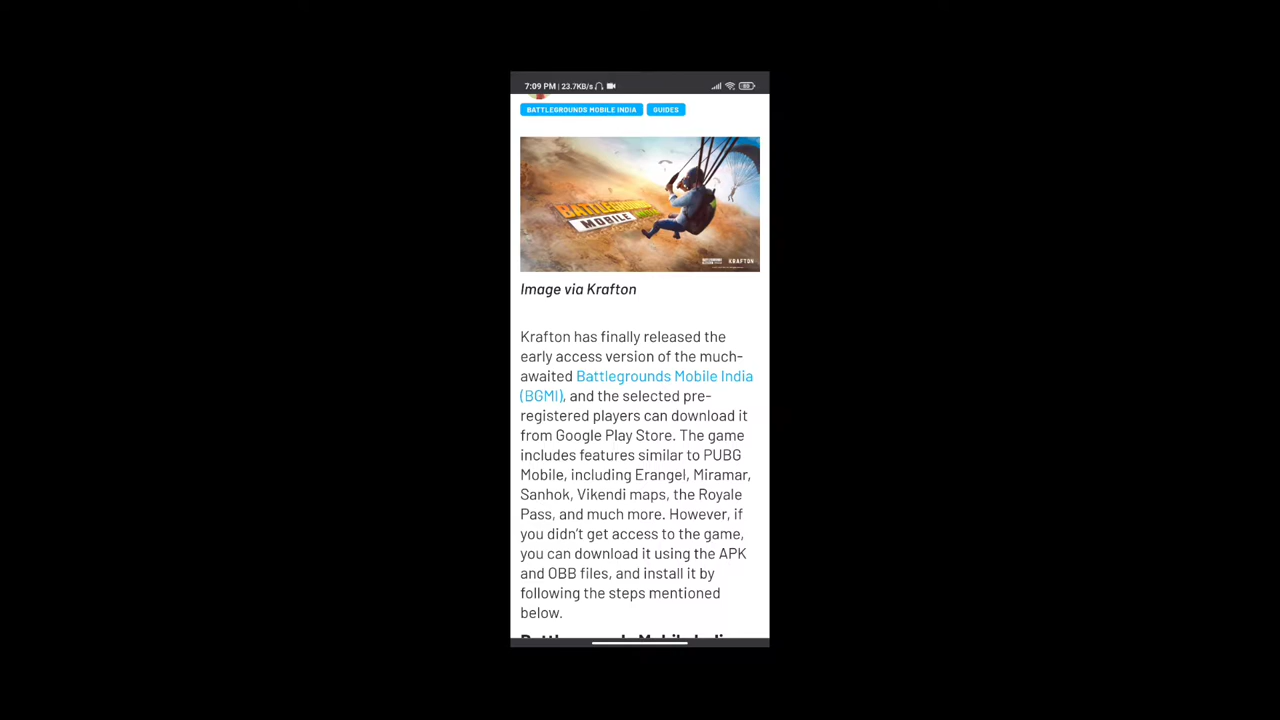 7:09 PM | 23.7KB/s
BATTLEGROUNDS MOBILE INDIA GUIDES
BATTLEGROUNDS
MOBILE
KRAFTON
Image via Krafton
Krafton has finally released the
early access version of the much-
awaited Battlegrounds Mobile India
(BGMI), and the selected pre-
registered players can download it
from Google Play Store. The game
includes features similar to PUBG
Mobile, including Erangel, Miramar,
Sanhok, Vikendi maps, the Royale
Pass, and much more. However, if
you didn't get access to the game,
you can download it using the APK
and OBB files, and install it by
following the steps mentioned
below.